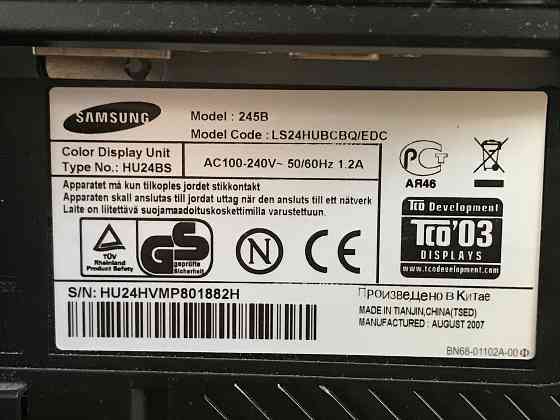 SAMSUNG
Model : 245B
Model Code : LS24HUBCBQ/EDC
Color Display Unit
Type No.: HU24BS
AC100-240V~ 50/60Hz 1.2A
AR46
Apparatet må kun tilkoples jordet stikkontakt
Apparaten skall anslutas till jordat uttag när den ansluts till ett nätverk
Laite on liitettävä suojamaadoituskoskettimilla varustettuun.
TÜV
Rheinland
Product Safety
GS
geprüfte
Sicherheit
N
CE
TCO Development
TCO'03
DISPLAYS
www.tcodevelopment.com
S/N: HU24HVMP801882H
Произведено в Китае
MADE IN TIANJIN,CHINA(TSED)
MANUFACTURED : AUGUST 2007
BN68-01102A-00